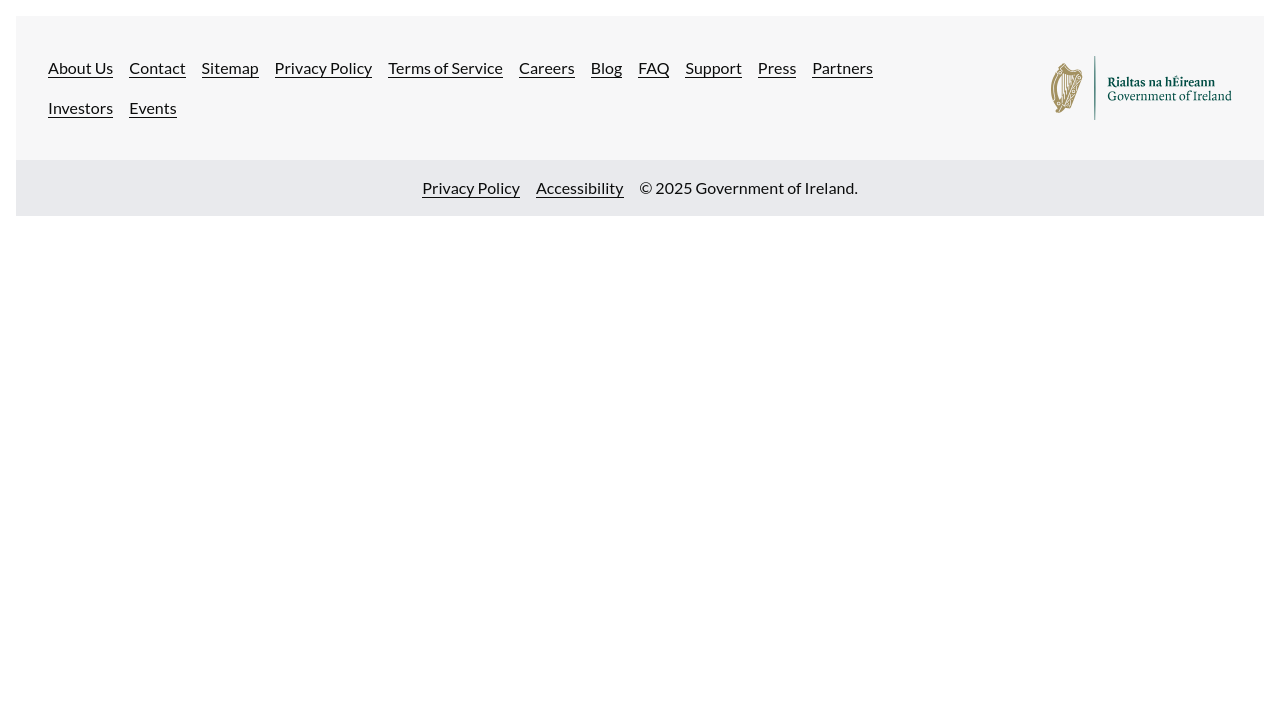 About Us Contact Sitemap Privacy Policy Terms of Service Careers Blog FAQ Support Press Partners
Investors Events
Rialtas na hÉireann
Government of Ireland
Privacy Policy Accessibility © 2025 Government of Ireland.